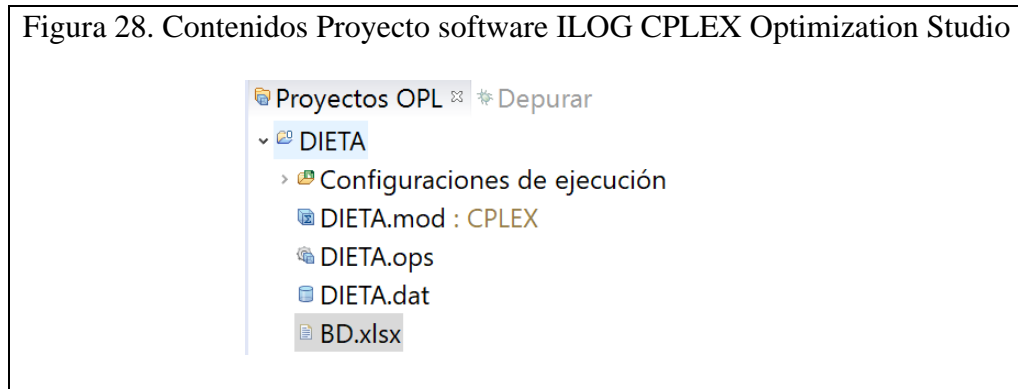 Figura 28. Contenidos Proyecto software ILOG CPLEX Optimization Studio
Proyectos OPL Depurar
DIETA
Configuraciones de ejecución
DIETA.mod : CPLEX
DIETA.ops
DIETA.dat
BD.xlsx